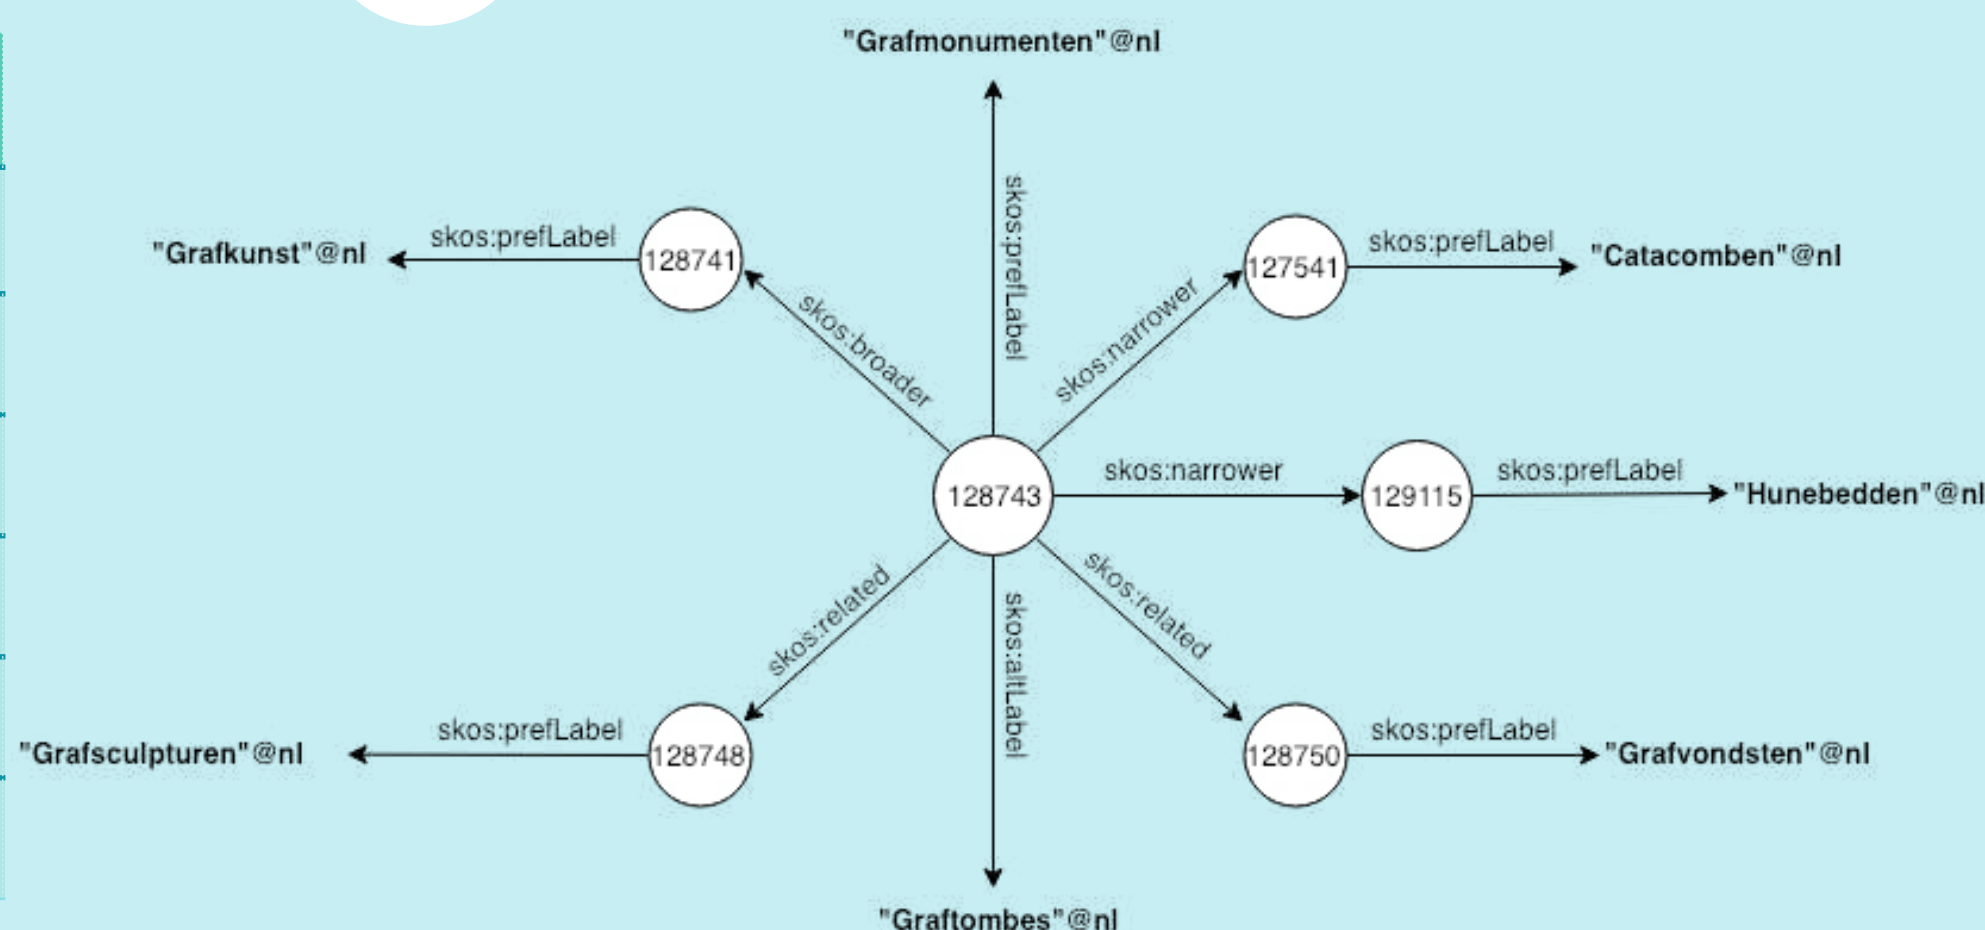 "Grafmonumenten"@nl
skos:prefLabel
"Grafkunst"@nl
skos:prefLabel
128741
skos:broader
127541
skos:prefLabel
"Catacomben"@nl
skos:narrower
128743
skos:narrower
129115
skos:prefLabel
"Hunebedden"@nl
skos:related
skos:altLabel
skos:related
"Grafsculpturen"@nl
skos:prefLabel
128748
128750
skos:prefLabel
"Grafvondsten"@nl
"Graftombes"@nl